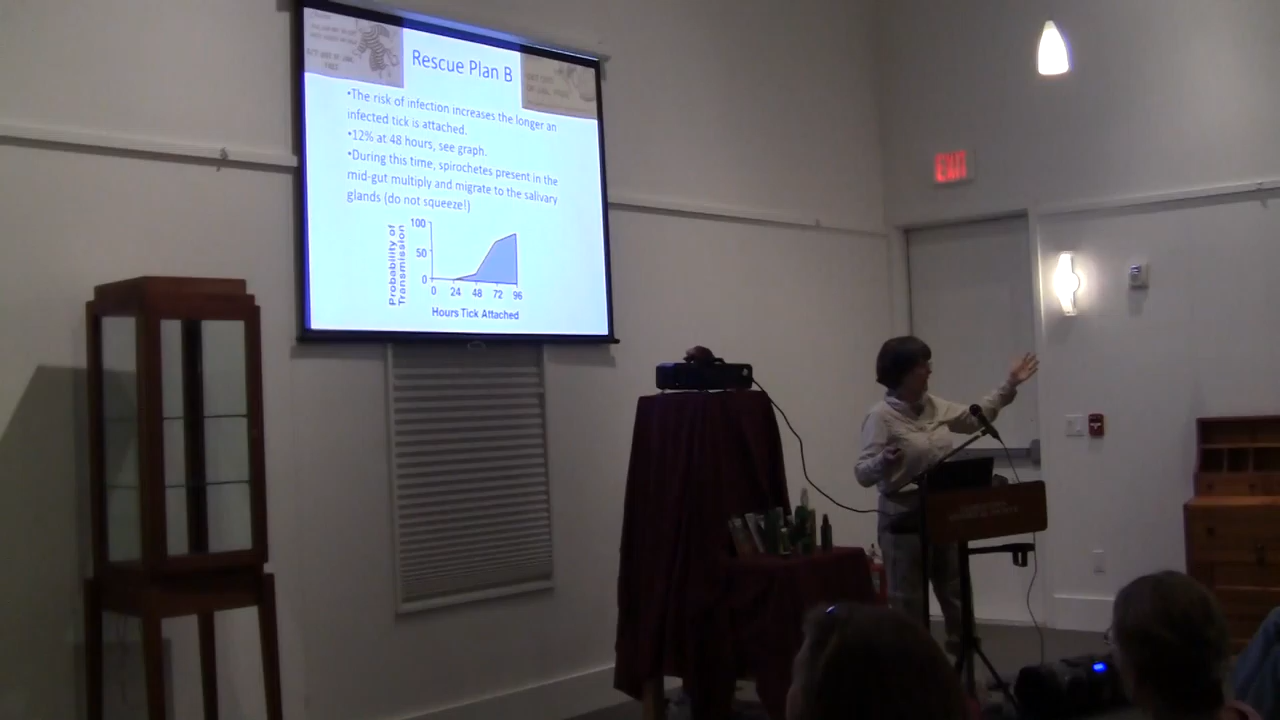 Rescue Plan B
•The risk of infection increases the longer an
infected tick is attached.
•12% at 48 hours, see graph.
•During this time, spirochetes present in the
mid-gut multiply and migrate to the salivary
glands (do not squeeze!)
Probability of
Transmission
100
50
0
0 24 48 72 96
Hours Tick Attached
EXIT